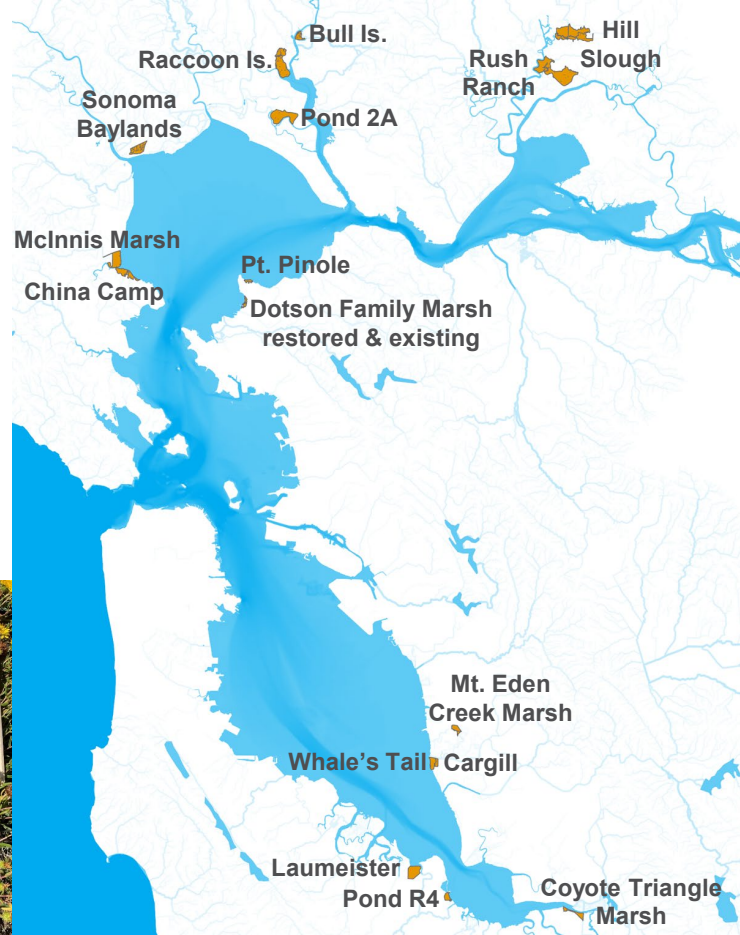 Bull Is.
Raccoon Is.
Hill
Slough
Rush
Ranch
Sonoma
Baylands
Pond 2A
McInnis Marsh
China Camp
Pt. Pinole
Dotson Family Marsh
restored & existing
Mt. Eden
Creek Marsh
Whale's Tail
Cargill
Laumeister
Pond R4
Coyote Triangle
Marsh